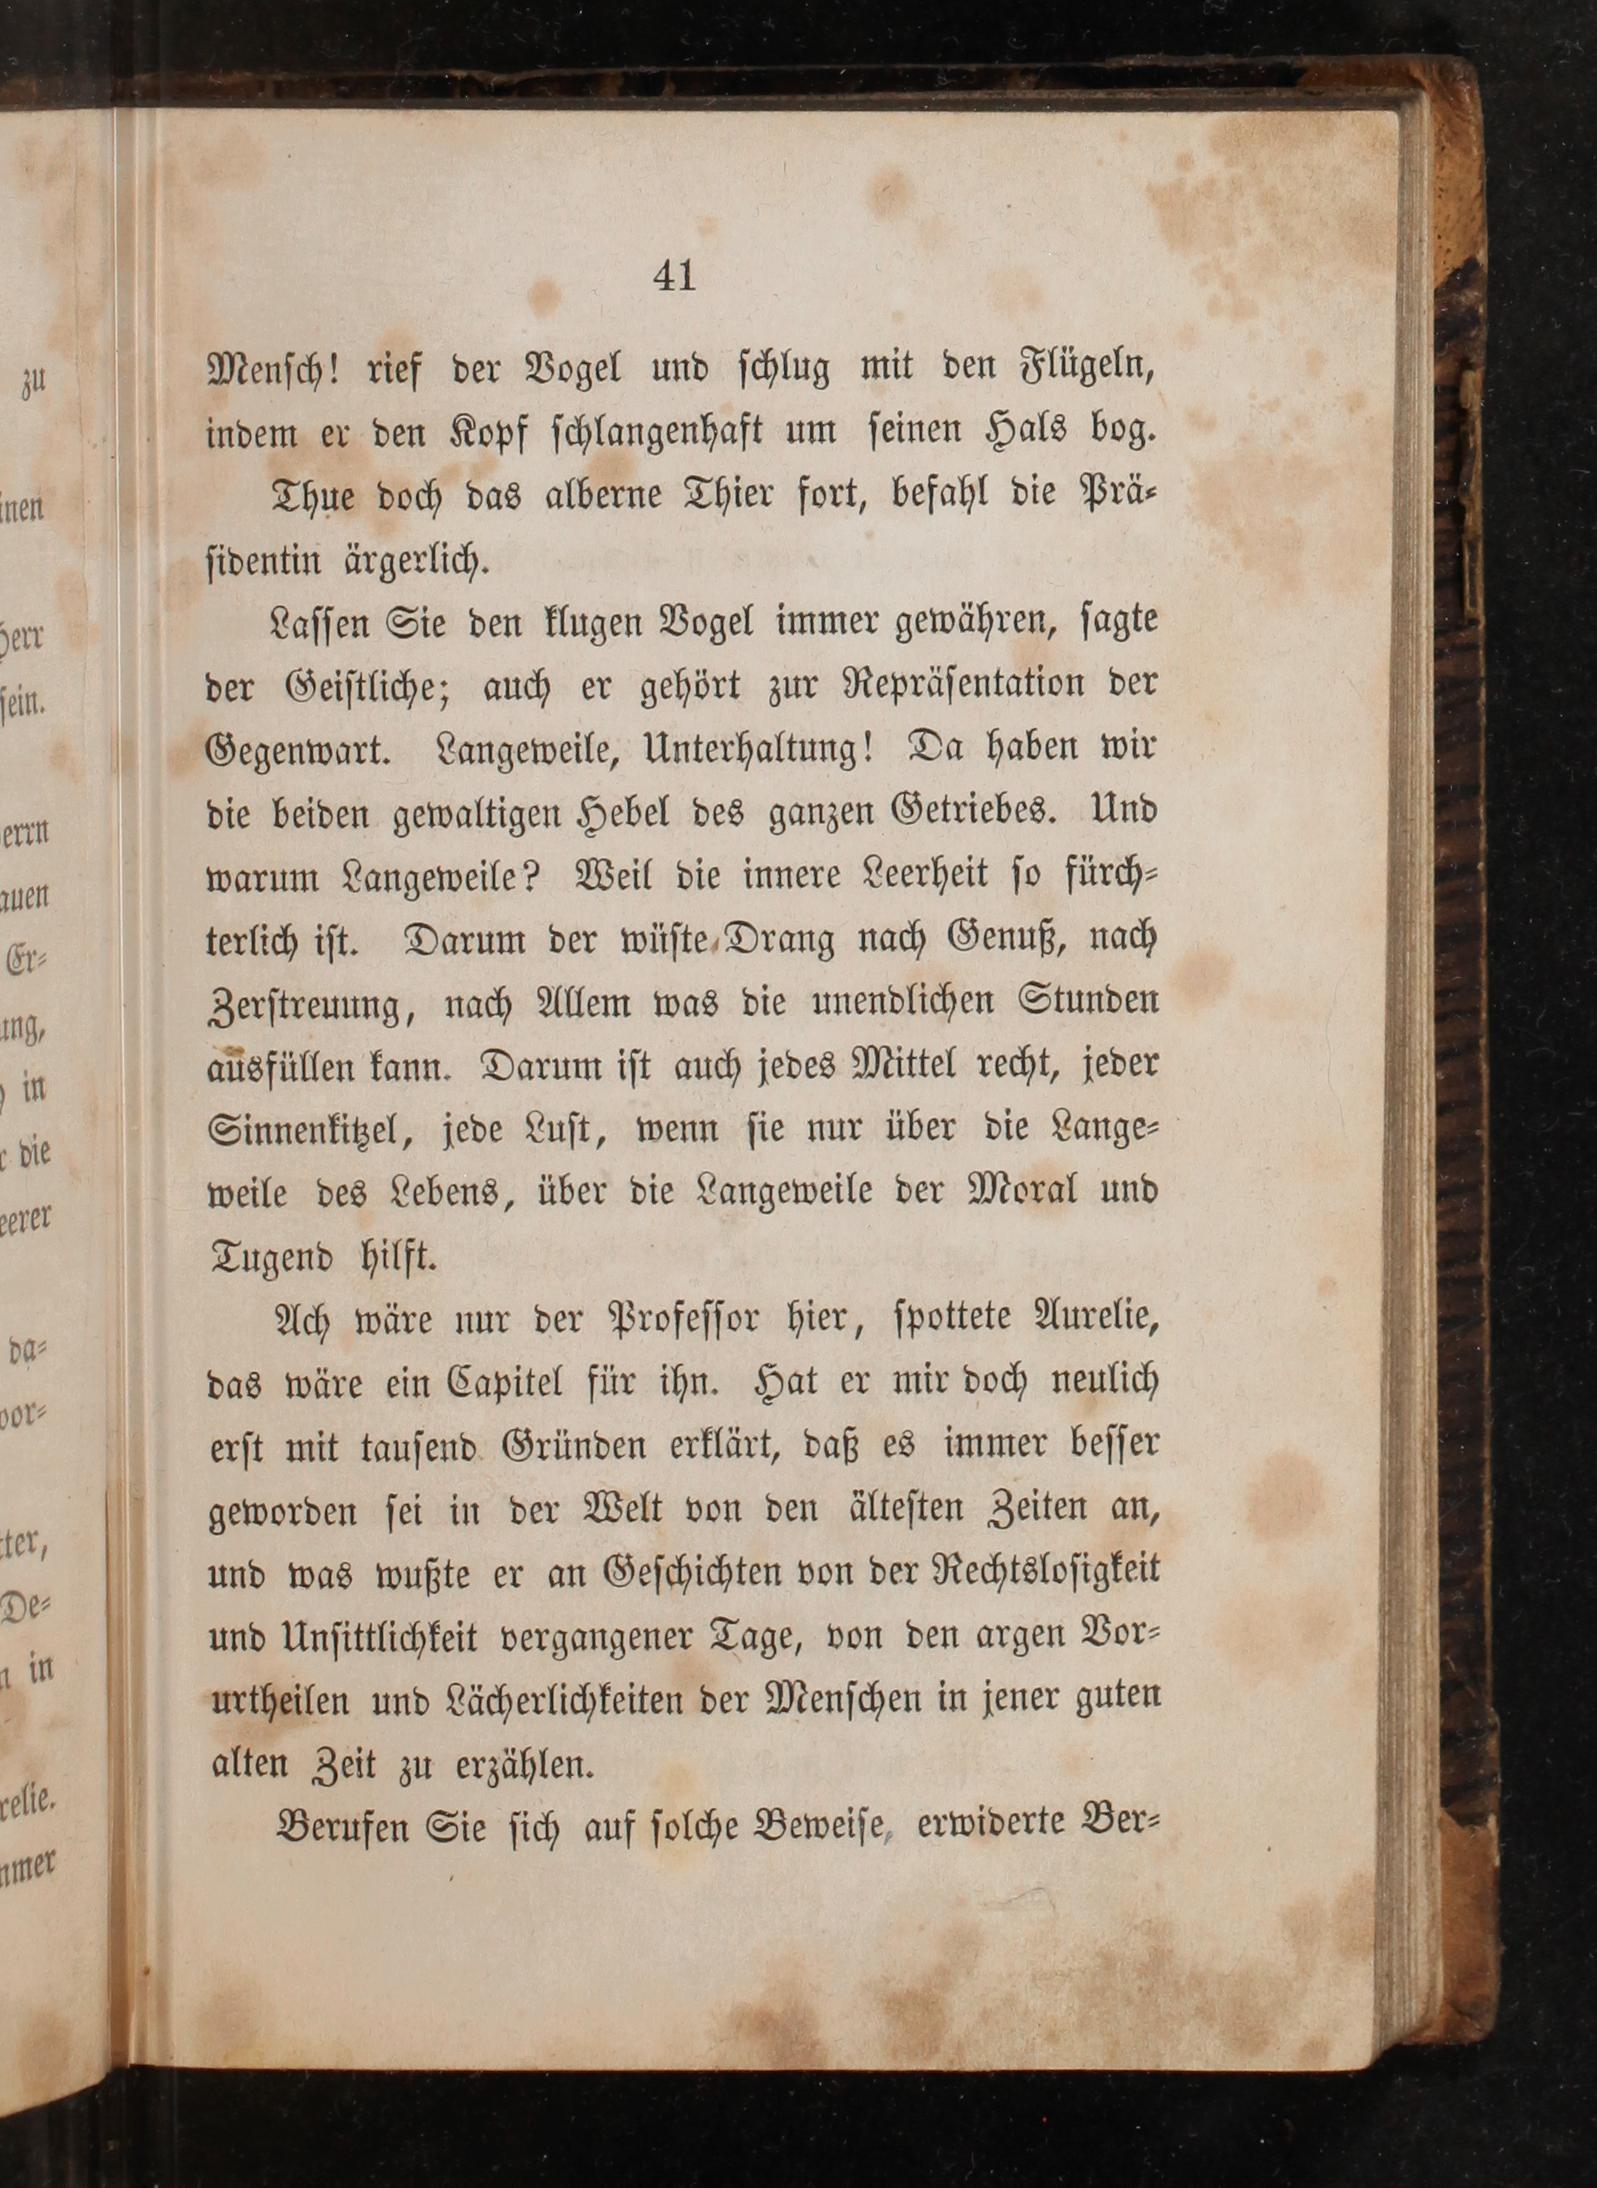 41
Mensch! rief der Vogel und schlug mit den Flügeln,
indem er den Kopf schlangenhaft um seinen Hals bog.
Thue doch das alberne Thier fort, befahl die Prä-
sidentin ärgerlich.
Lassen Sie den klugen Vogel immer gewähren, sagte
der Geistliche; auch er gehört zur Repräsentation der
Gegenwart. Langeweile, Unterhaltung! Da haben wir
die beiden gewaltigen Hebel des ganzen Getriebes. Und
warum Langeweile? Weil die innere Leerheit so fürch-
terlich ist. Darum der wüste Drang nach Genuß, nach
Zerstreuung, nach Allem was die unendlichen Stunden
ausfüllen kann. Darum ist auch jedes Mittel recht, jeder
Sinnenkitzel, jede Lust, wenn sie nur über die Lange-
weile des Lebens, über die Langeweile der Moral und
Tugend hilft.
Ach wäre nur der Professor hier, spottete Aurelie,
das wäre ein Capitel für ihn. Hat er mir doch neulich
erst mit tausend Gründen erklärt, daß es immer besser
geworden sei in der Welt von den ältesten Zeiten an,
und was wußte er an Geschichten von der Rechtslosigkeit
und Unsittlichkeit vergangener Tage, von den argen Vor-
urtheilen und Lächerlichkeiten der Menschen in jener guten
alten Zeit zu erzählen.
Berufen Sie sich auf solche Beweise, erwiderte Ber-